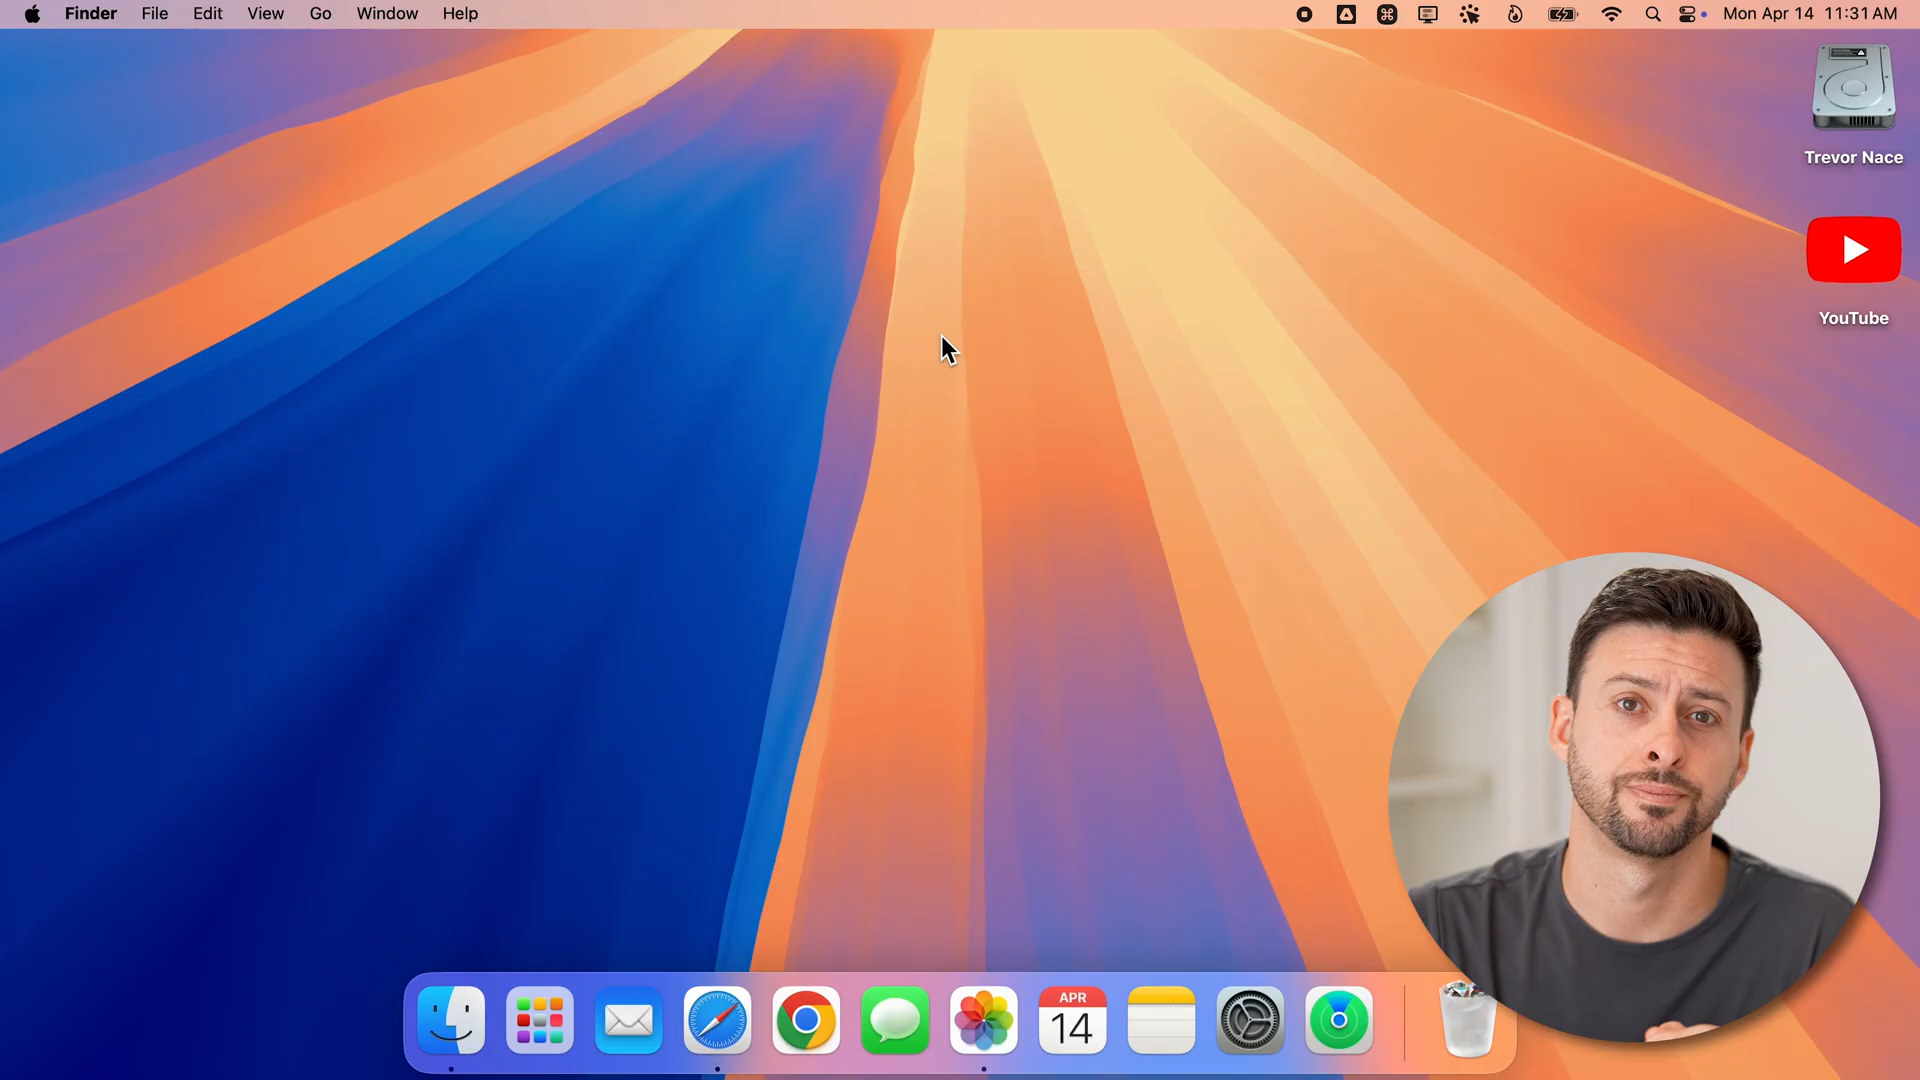 Finder File Edit View Go Window Help Mon Apr 14 11:31 AM
Trevor Nace
YouTube
APR
14